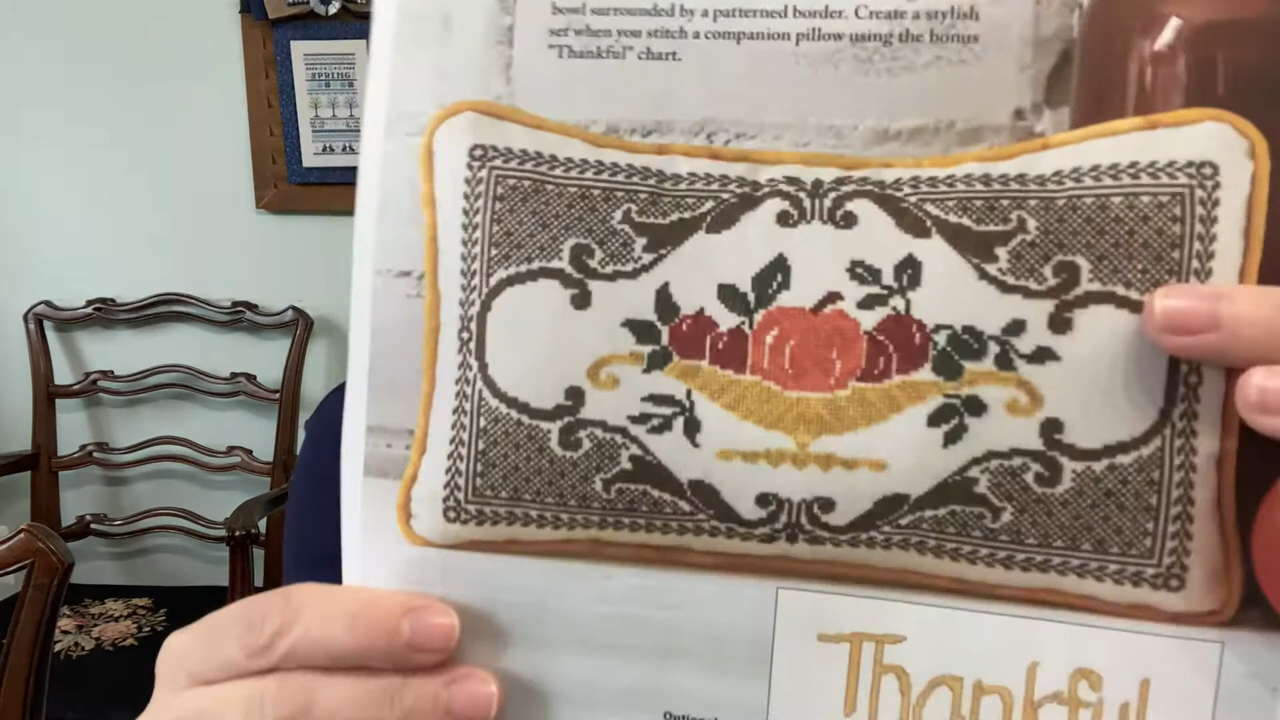 SPRING
bowl surrounded by a patterned border. Create a stylish
set when you stitch a companion pillow using the bonus
"Thankful" chart.
Thankful
Optional